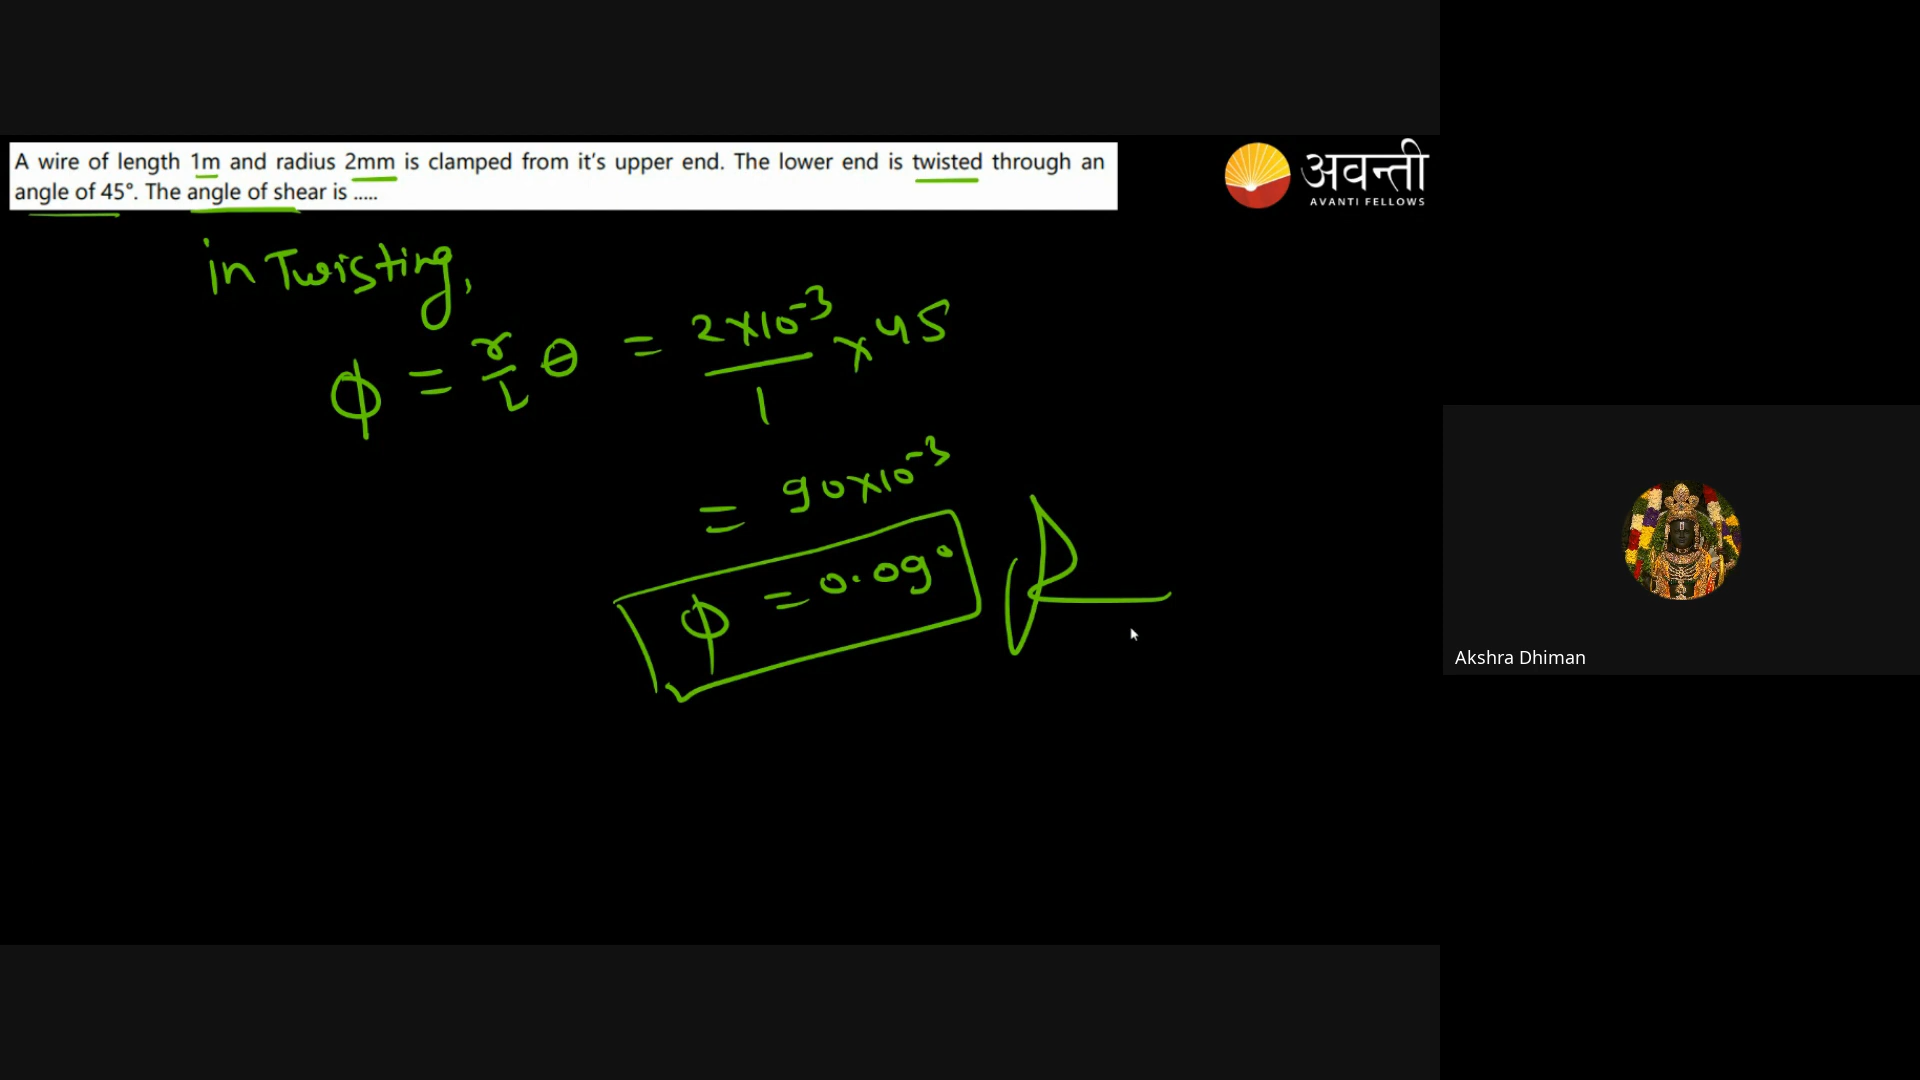 A wire of length 1m and radius 2mm is clamped from it's upper end. The lower end is twisted through an
angle of 45°. The angle of shear is .....
अवन्ती
AVANTI FELLOWS
in Twisting,
ϕ = r/L θ = 2×10⁻³/1 × 45
= 90×10⁻³
ϕ = 0.09°
Akshra Dhiman